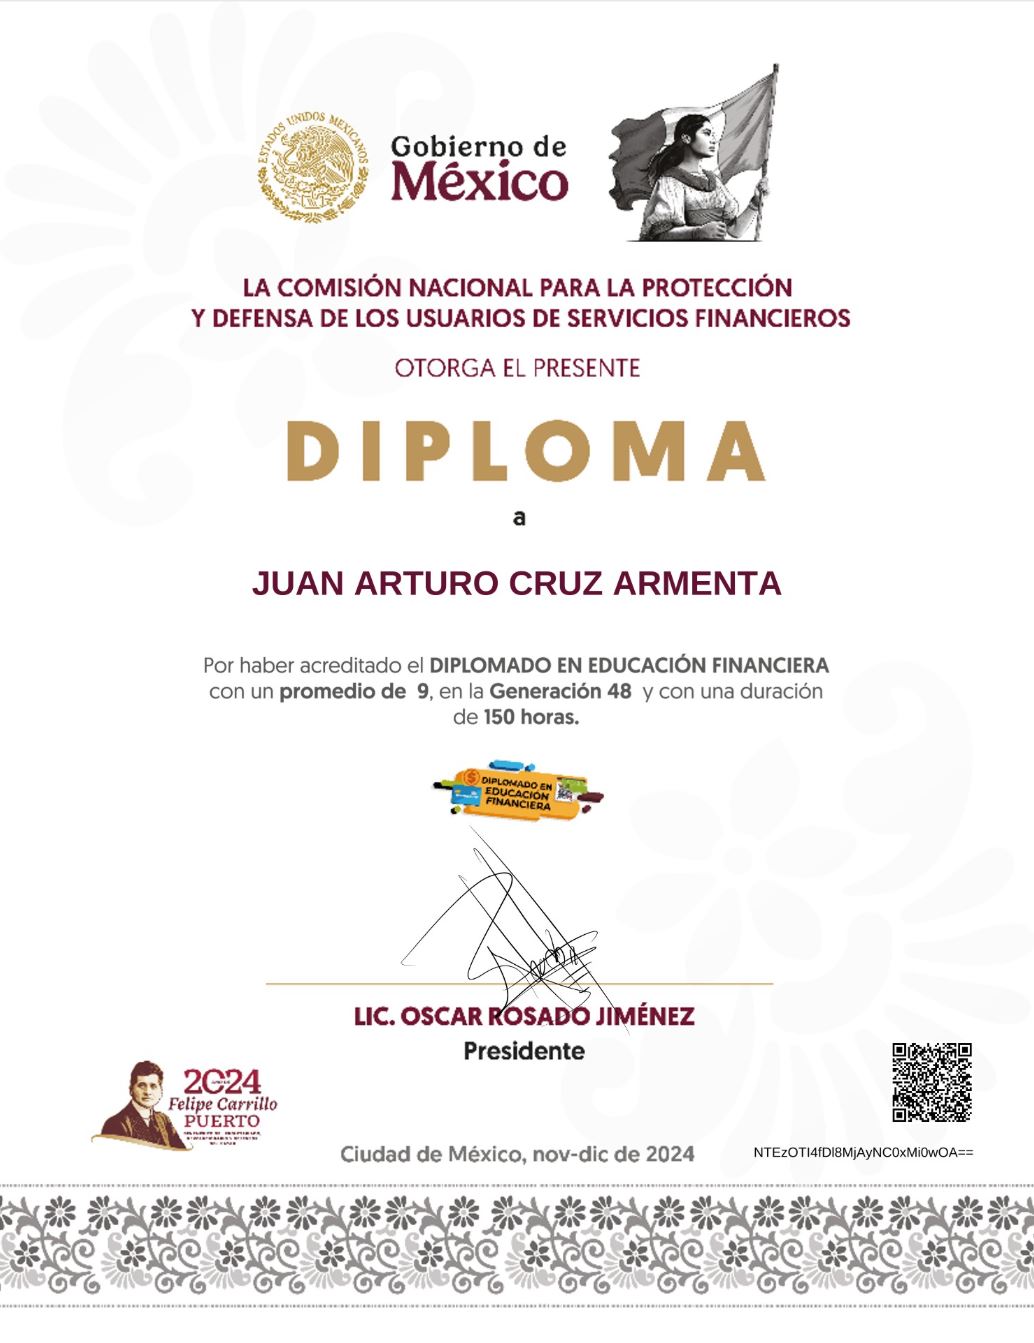 ESTADOS UNIDOS MEXICANOS
Gobierno de
México
LA COMISIÓN NACIONAL PARA LA PROTECCIÓN
Y DEFENSA DE LOS USUARIOS DE SERVICIOS FINANCIEROS
OTORGA EL PRESENTE
DIPLOMA
a
JUAN ARTURO CRUZ ARMENTA
Por haber acreditado el DIPLOMADO EN EDUCACIÓN FINANCIERA
con un promedio de 9, en la Generación 48 y con una duración
de 150 horas.
DIPLOMADO EN
EDUCACIÓN
FINANCIERA
LIC. OSCAR ROSADO JIMÉNEZ
Presidente
2024
Felipe Carrillo
PUERTO
Ciudad de México, nov-dic de 2024
NTEzOTI4fDI8MjAyNC0xMi0wOA==